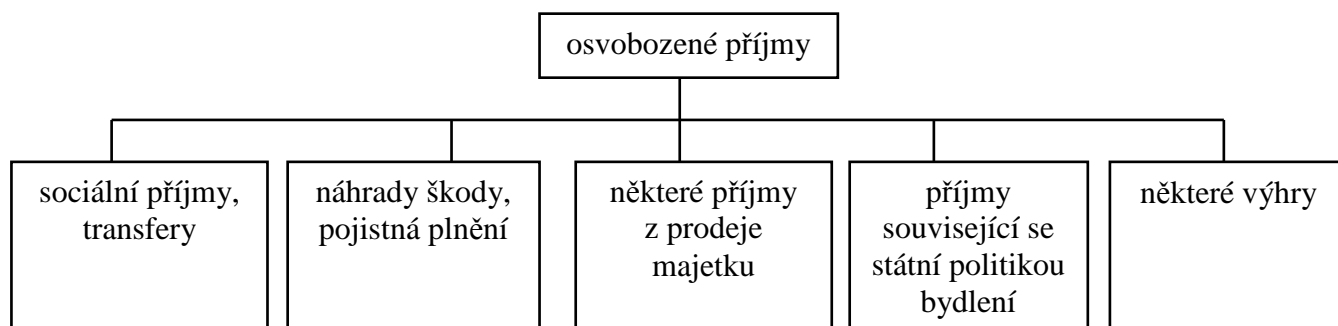 osvobozené příjmy
sociální příjmy,
transfery
náhrady škody,
pojistná plnění
některé příjmy
z prodeje
majetku
příjmy
související se
státní politikou
bydlení
některé výhry